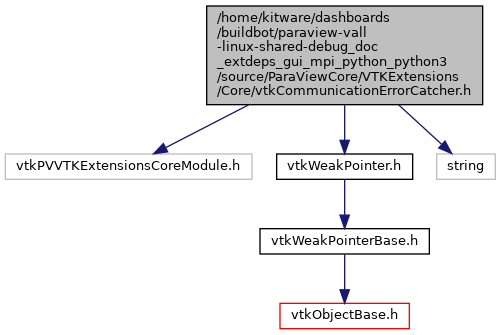 /home/kitware/dashboards
/buildbot/paraview-vall
-linux-shared-debug_doc
_extdeps_gui_mpi_python_python3
/source/ParaViewCore/VTKExtensions
/Core/vtkCommunicationErrorCatcher.h
vtkPVVTKExtensionsCoreModule.h
vtkWeakPointer.h
string
vtkWeakPointerBase.h
vtkObjectBase.h